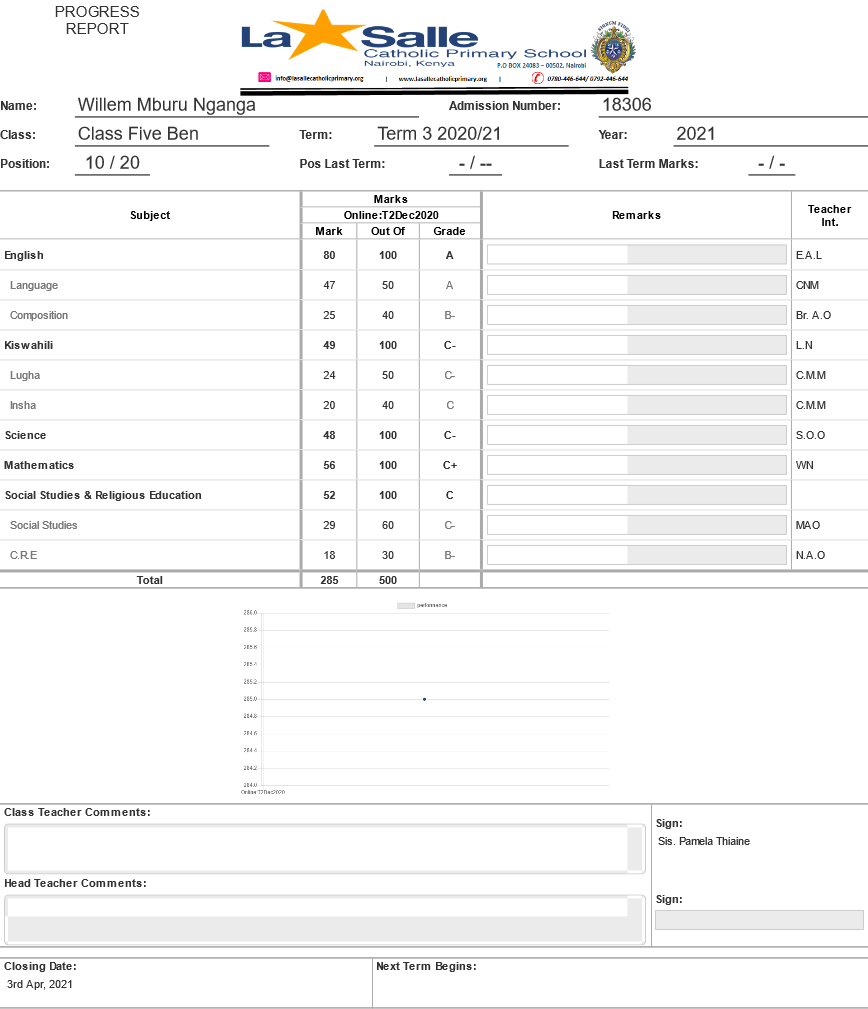 PROGRESS
REPORT
La Salle
Catholic Primary School
Nairobi, Kenya
P.O BOX 24083 – 00502, Nairobi
info@lasallecatholicprimary.org | www.lasallecatholicprimary.org | 0780-446-644/ 0792-446-644
Name: Willem Mburu Nganga Admission Number: 18306
Class: Class Five Ben Term: Term 3 2020/21 Year: 2021
Position: 10 / 20 Pos Last Term: - / -- Last Term Marks: - / -
Subject Marks Remarks Teacher Int.
Online:T2Dec2020
Mark Out Of Grade
English 80 100 A E.A.L
Language 47 50 A CNM
Composition 25 40 B- Br. A.O
Kiswahili 49 100 C- L.N
Lugha 24 50 C- C.M.M
Insha 20 40 C C.M.M
Science 48 100 C- S.O.O
Mathematics 56 100 C+ WN
Social Studies & Religious Education 52 100 C
Social Studies 29 60 C- MAO
C.R.E 18 30 B- N.A.O
Total 285 500
performance
286.0
285.8
285.6
285.4
285.2
285.0
284.8
284.6
284.4
284.2
284.0
Online:T2Dec2020
Class Teacher Comments:
Sign:
Sis. Pamela Thiaine
Head Teacher Comments:
Sign:
Closing Date: Next Term Begins:
3rd Apr, 2021